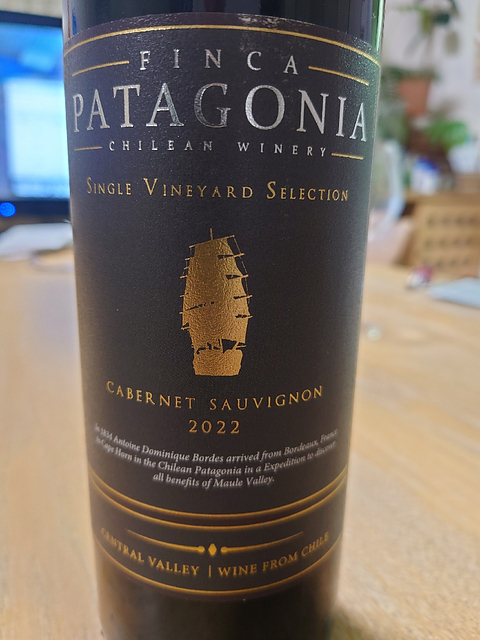 FINCA
PATAGONIA
CHILEAN WINERY
SINGLE VINEYARD SELECTION
CABERNET SAUVIGNON
2022
In 1834 Antoine Dominique Bordes arrived from Bordeaux, France
to Cape Horn in the Chilean Patagonia in a Expedition to discover
all benefits of Maule Valley.
CENTRAL VALLEY | WINE FROM CHILE